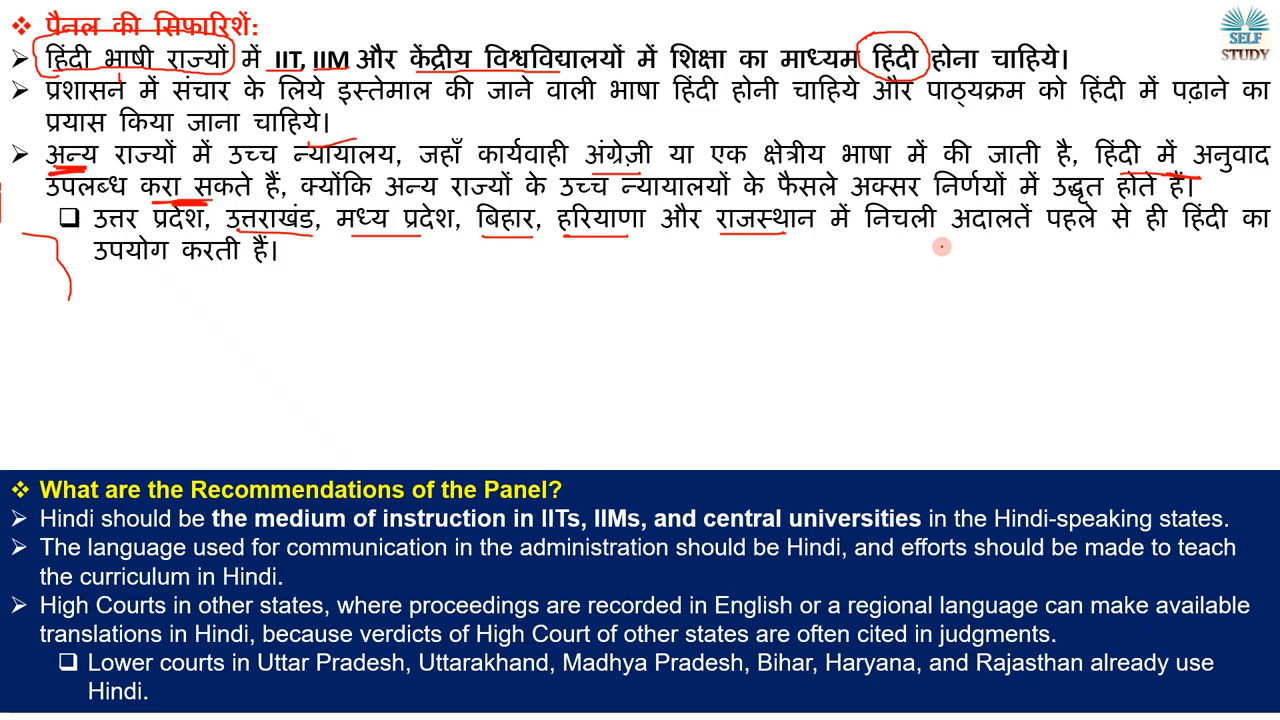 ❖ पैनल की सिफ़ारिशें:
SELF
STUDY
➢ हिंदी भाषी राज्यों में IIT, IIM और केंद्रीय विश्वविद्यालयों में शिक्षा का माध्यम हिंदी होना चाहिये।
➢ प्रशासन में संचार के लिये इस्तेमाल की जाने वाली भाषा हिंदी होनी चाहिये और पाठ्यक्रम को हिंदी में पढ़ाने का
प्रयास किया जाना चाहिये।
➢ अन्य राज्यों में उच्च न्यायालय, जहाँ कार्यवाही अंग्रेज़ी या एक क्षेत्रीय भाषा में की जाती है, हिंदी में अनुवाद
उपलब्ध करा सकते हैं, क्योंकि अन्य राज्यों के उच्च न्यायालयों के फैसले अक्सर निर्णयों में उद्धृत होते हैं।
❑ उत्तर प्रदेश, उत्तराखंड, मध्य प्रदेश, बिहार, हरियाणा और राजस्थान में निचली अदालतें पहले से ही हिंदी का
उपयोग करती हैं।
❖ What are the Recommendations of the Panel?
➢ Hindi should be the medium of instruction in IITs, IIMs, and central universities in the Hindi-speaking states.
➢ The language used for communication in the administration should be Hindi, and efforts should be made to teach
the curriculum in Hindi.
➢ High Courts in other states, where proceedings are recorded in English or a regional language can make available
translations in Hindi, because verdicts of High Court of other states are often cited in judgments.
❑ Lower courts in Uttar Pradesh, Uttarakhand, Madhya Pradesh, Bihar, Haryana, and Rajasthan already use
Hindi.